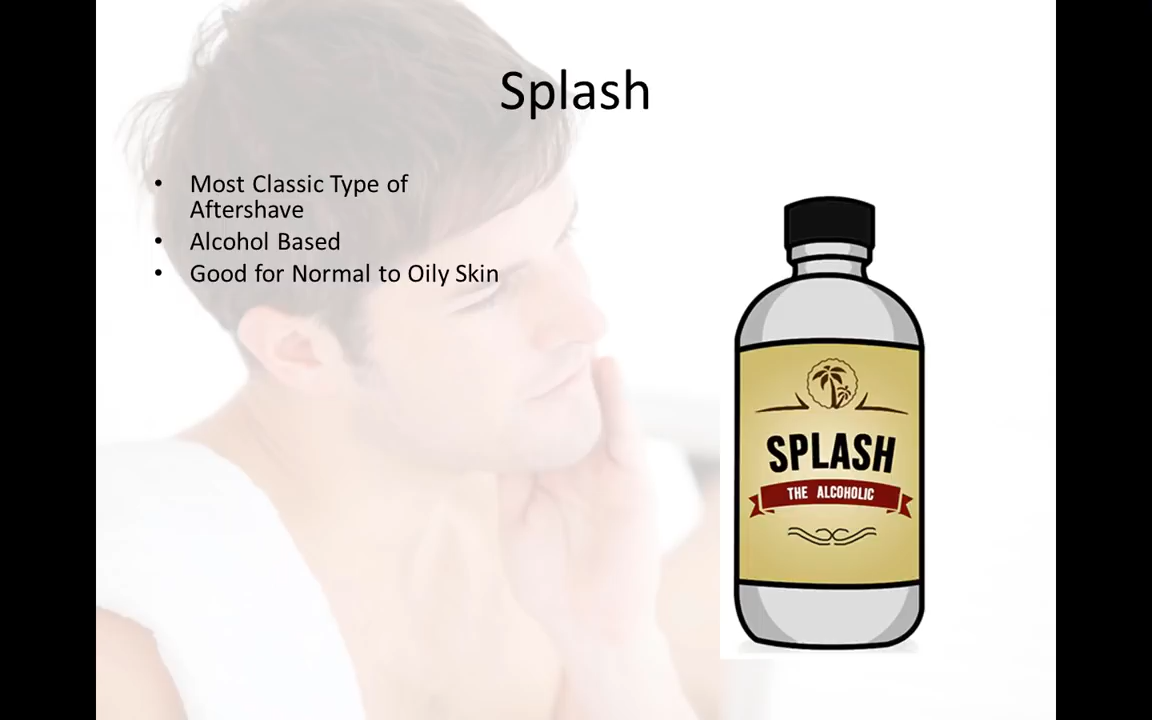 Splash
• Most Classic Type of
Aftershave
• Alcohol Based
• Good for Normal to Oily Skin
SPLASH
THE ALCOHOLIC